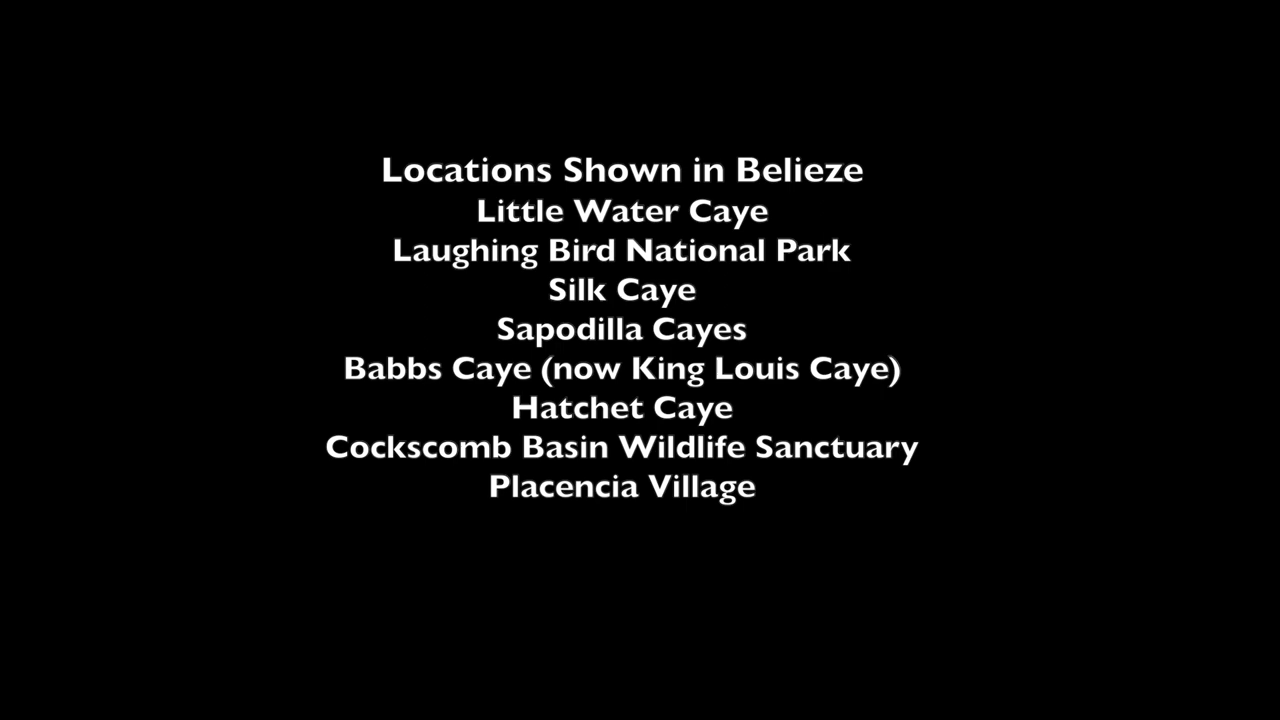 Locations Shown in Belieze
Little Water Caye
Laughing Bird National Park
Silk Caye
Sapodilla Cayes
Babbs Caye (now King Louis Caye)
Hatchet Caye
Cockscomb Basin Wildlife Sanctuary
Placencia Village